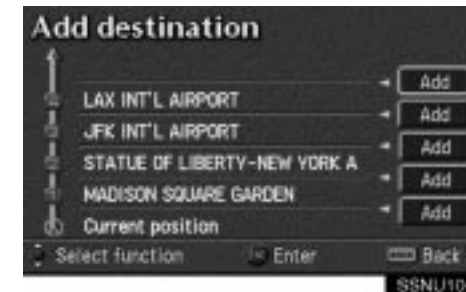 Add destination
Add
LAX INT'L AIRPORT
Add
JFK INT'L AIRPORT
Add
STATUE OF LIBERTY-NEW YORK A
Add
MADISON SQUARE GARDEN
Add
Current position
Select function Enter Back